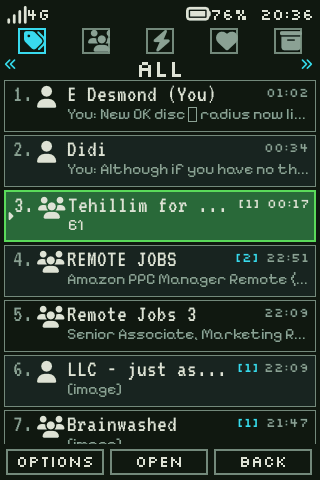 4G 76% 20:36
« »
ALL
1. E Desmond (You) 01:02
You: New OK disc▯radius now li...
2. Didi 00:34
You: Although if you have no th...
3. Tehillim for ... [1] 00:17
61
4. REMOTE JOBS [2] 22:51
Amazon PPC Manager Remote (...
5. Remote Jobs 3 22:09
Senior Associate, Marketing R...
6. LLC - just as... [1] 22:09
(image)
7. Brainwashed [1] 21:47
(image)
OPTIONS OPEN BACK